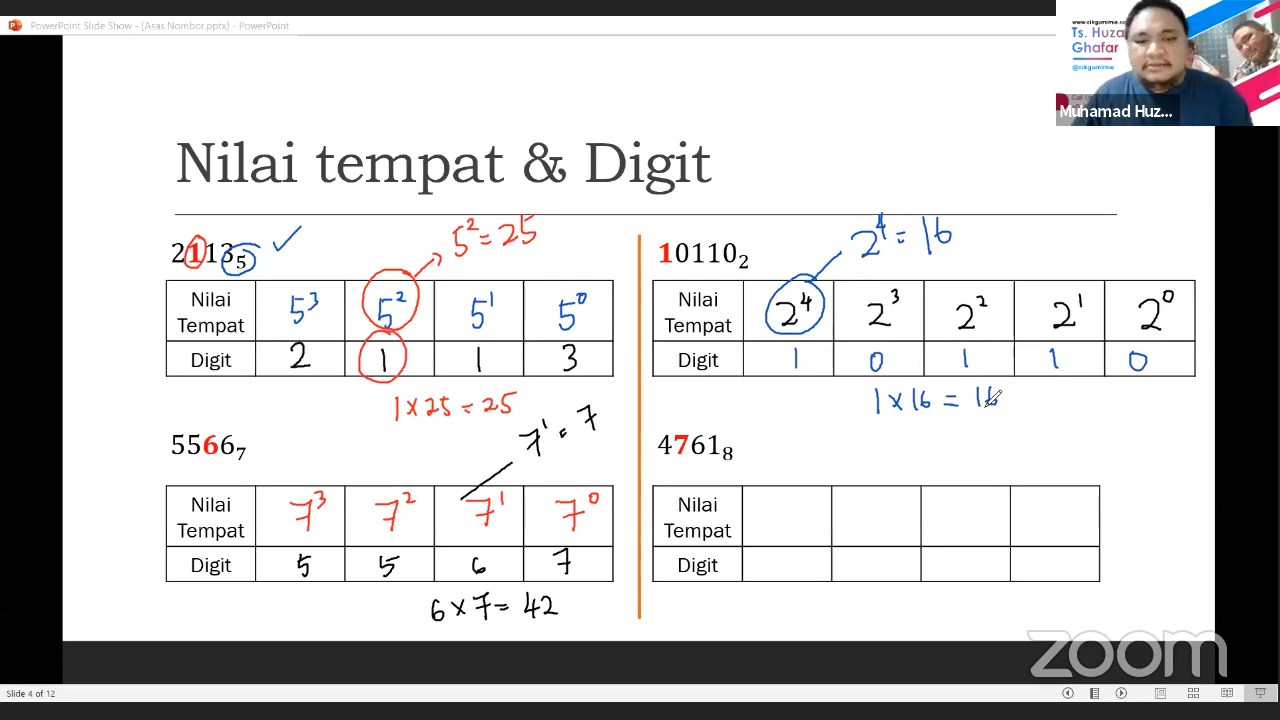 PowerPoint Slide Show - [Asas Nombor.pptx] - PowerPoint
www.cikgumimie.
Ts. Huza
Ghafar
@cikgumimie
Muhamad Huz...
Nilai tempat & Digit
2113₅ ✓
5² = 25
Nilai Tempat 5³ 5² 5¹ 5⁰
Digit 2 1 1 3
1 × 25 = 25
10110₂
2⁴ = 16
Nilai Tempat 2⁴ 2³ 2² 2¹ 2⁰
Digit 1 0 1 1 0
1 × 16 = 16
5566₇
7¹ = 7
Nilai Tempat 7³ 7² 7¹ 7⁰
Digit 5 5 6 7
6 × 7 = 42
4761₈
Nilai Tempat
Digit
zoom
Slide 4 of 12